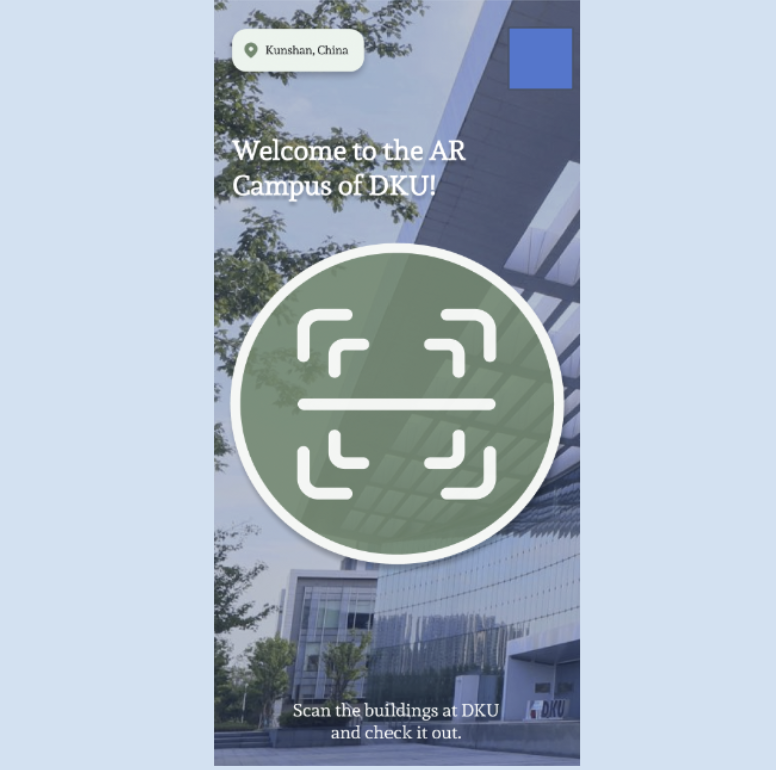 Kunshan, China
Welcome to the AR
Campus of DKU!
Scan the buildings at DKU
and check it out.
DKU